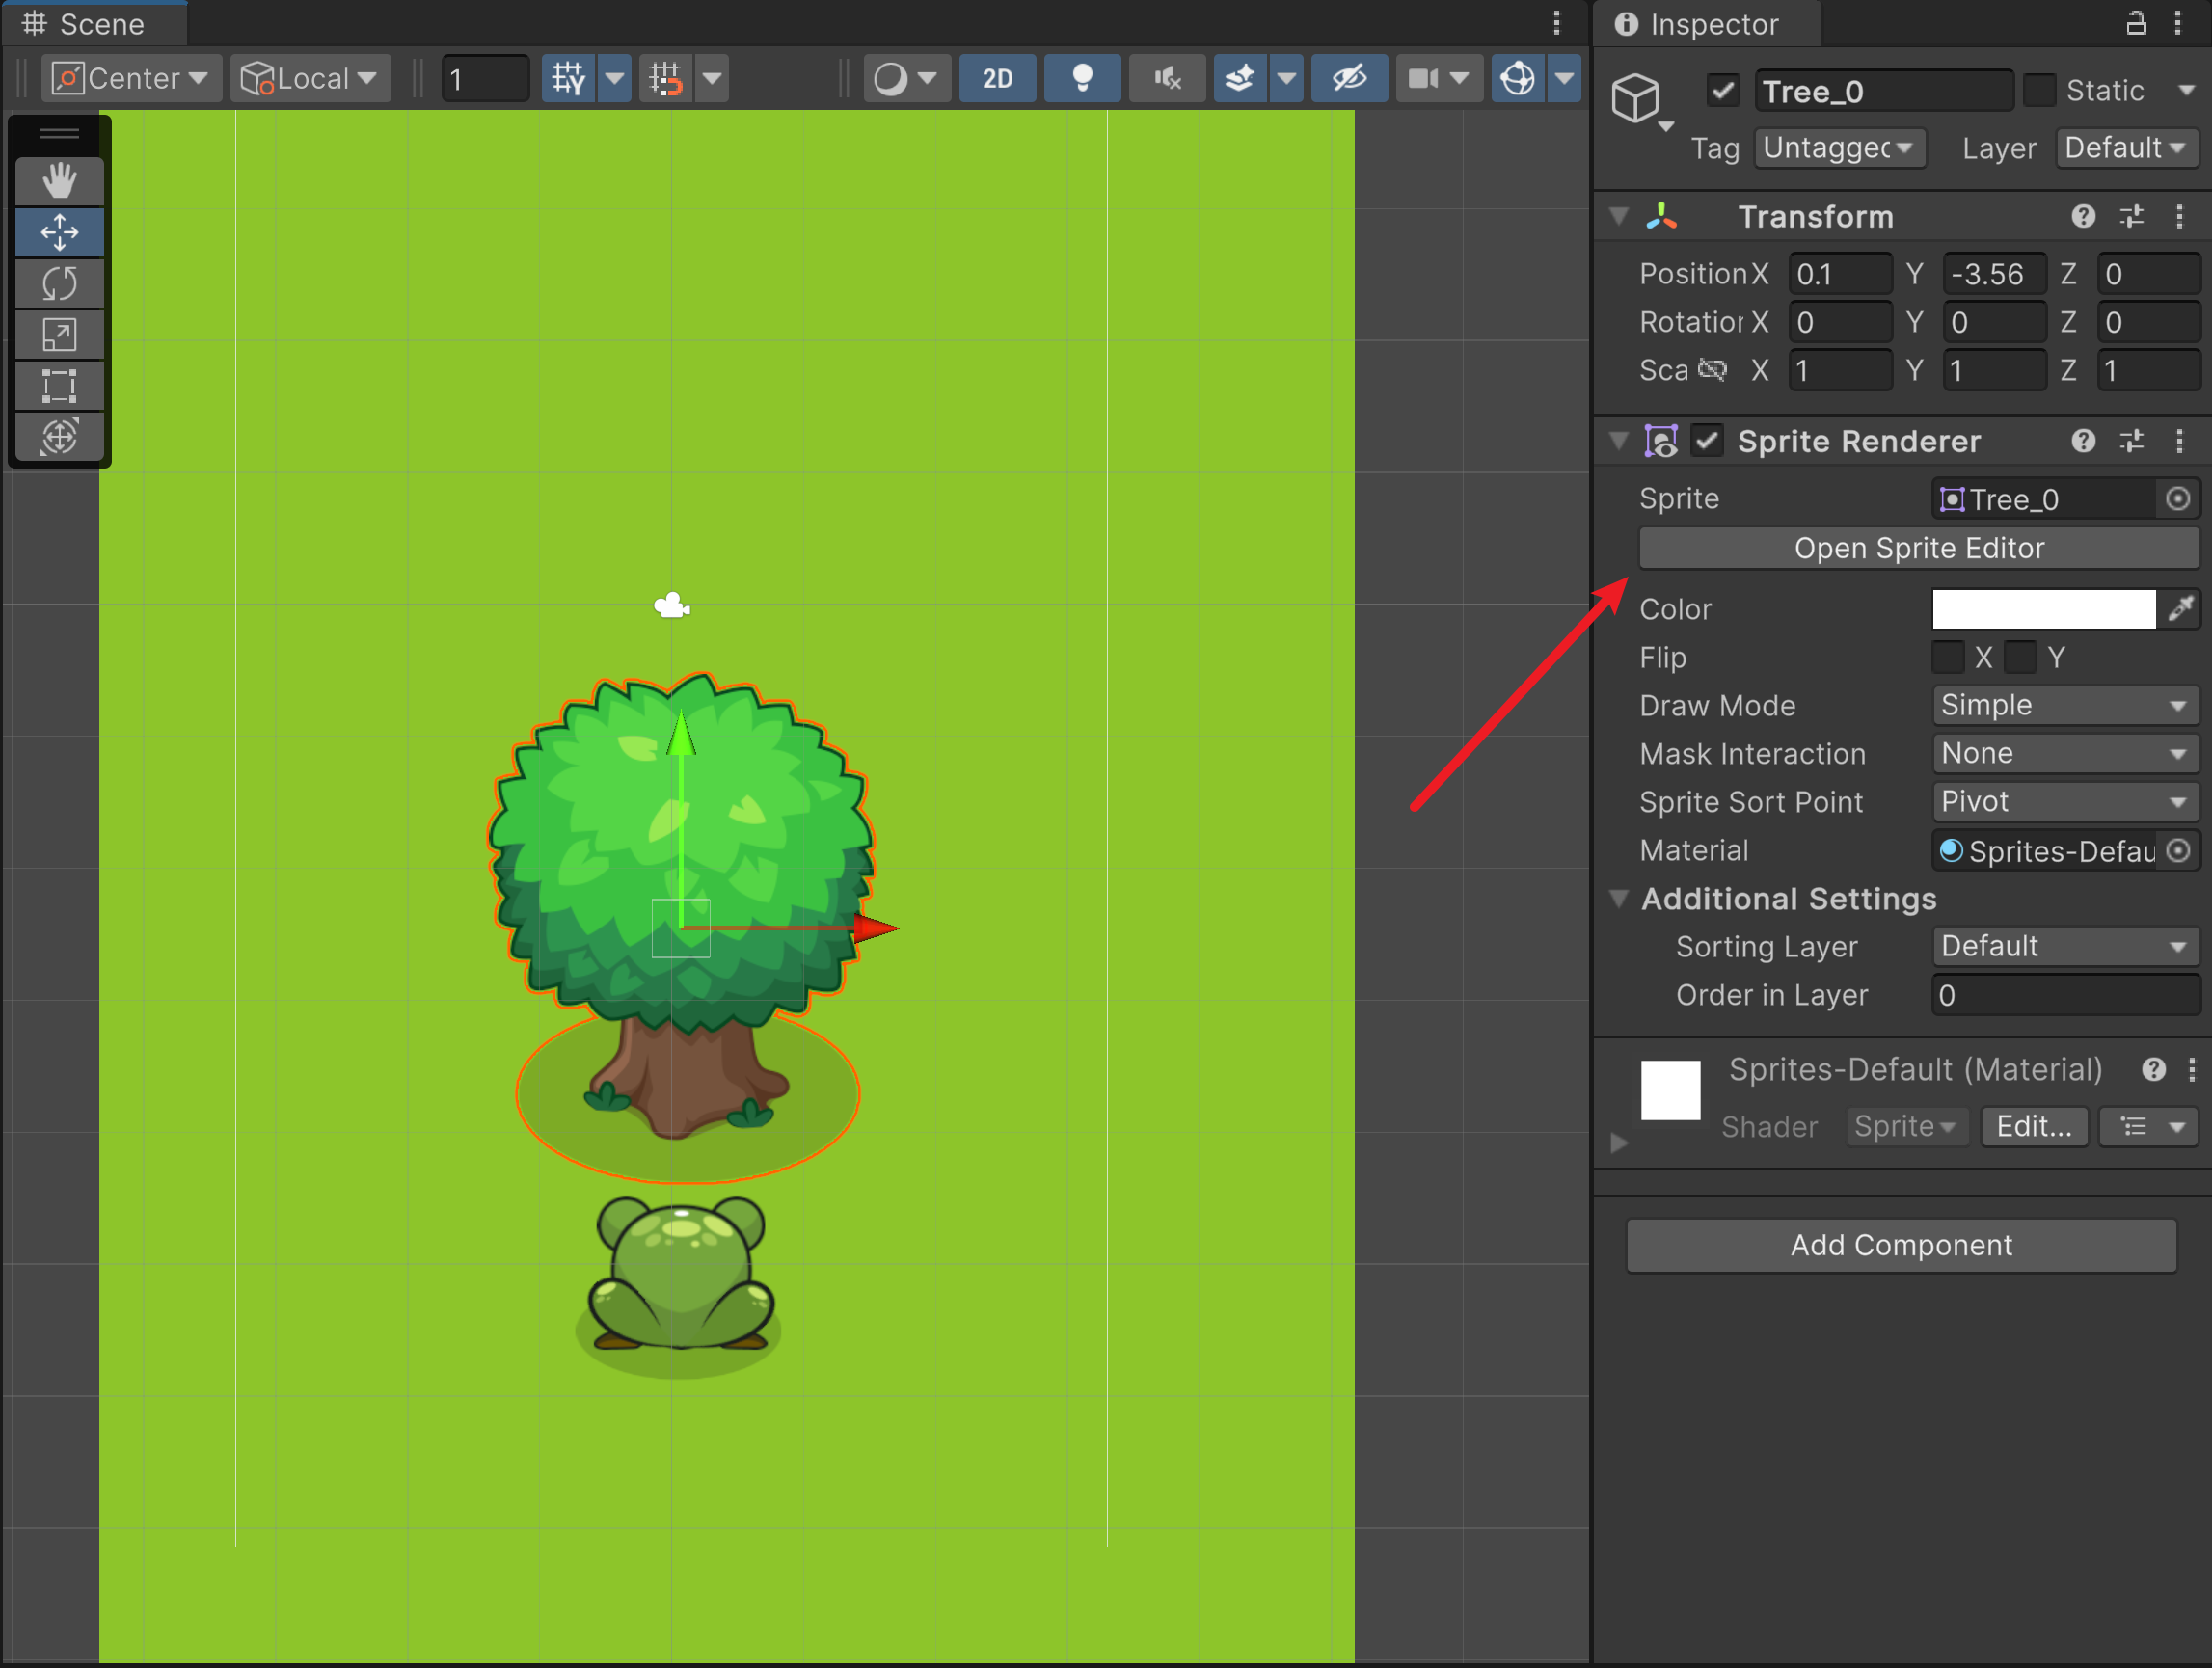 Scene
Center Local 1 2D
Inspector
Tree_0 Static
Tag Untagged Layer Default
Transform
Position X 0.1 Y -3.56 Z 0
Rotation X 0 Y 0 Z 0
Sca X 1 Y 1 Z 1
Sprite Renderer
Sprite Tree_0
Open Sprite Editor
Color
Flip X Y
Draw Mode Simple
Mask Interaction None
Sprite Sort Point Pivot
Material Sprites-Defau
Additional Settings
Sorting Layer Default
Order in Layer 0
Sprites-Default (Material)
Shader Sprite Edit...
Add Component